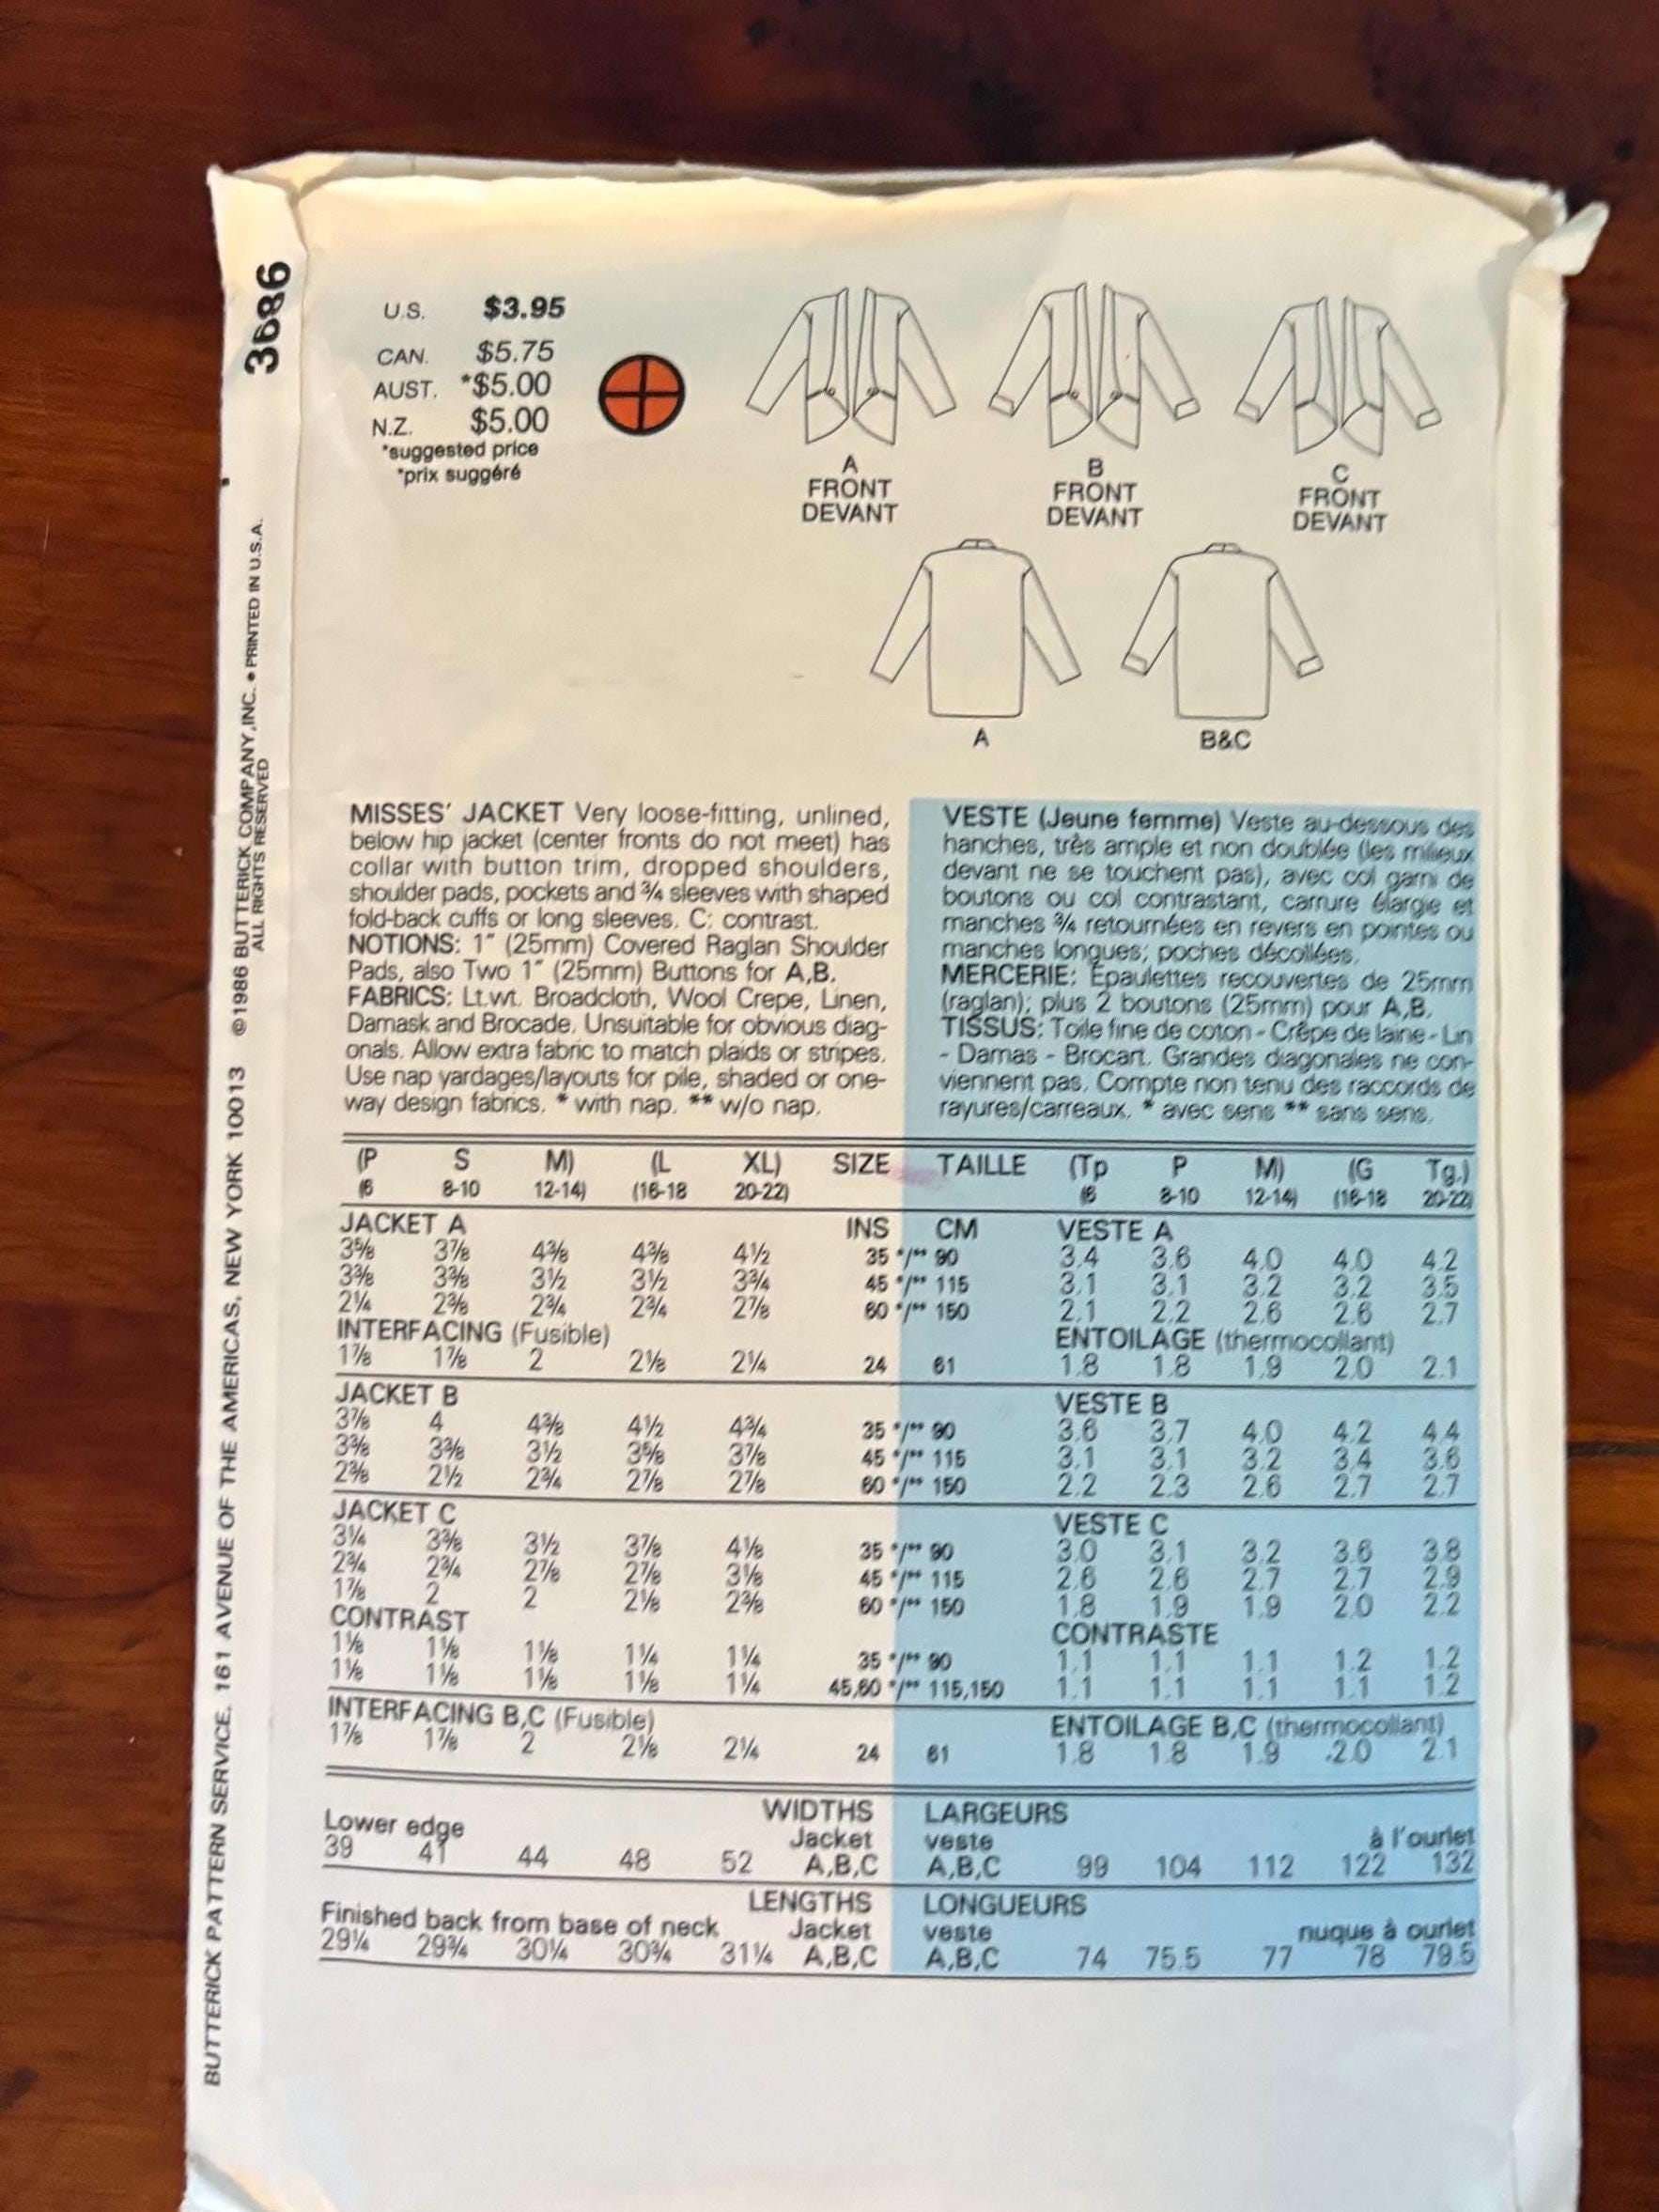 3686
©1986 BUTTERICK COMPANY, INC. • PRINTED IN U.S.A.
ALL RIGHTS RESERVED
BUTTERICK PATTERN SERVICE. 161 AVENUE OF THE AMERICAS, NEW YORK 10013
U.S. $3.95
CAN. $5.75
AUST. *$5.00
N.Z. $5.00
*suggested price
*prix suggéré
A
FRONT
DEVANT
B
FRONT
DEVANT
C
FRONT
DEVANT
A
B&C
MISSES' JACKET Very loose-fitting, unlined,
below hip jacket (center fronts do not meet) has
collar with button trim, dropped shoulders,
shoulder pads, pockets and ¾ sleeves with shaped
fold-back cuffs or long sleeves. C: contrast.
NOTIONS: 1" (25mm) Covered Raglan Shoulder
Pads, also Two 1" (25mm) Buttons for A,B.
FABRICS: Lt.wt. Broadcloth, Wool Crepe, Linen,
Damask and Brocade. Unsuitable for obvious diag-
onals. Allow extra fabric to match plaids or stripes.
Use nap yardages/layouts for pile, shaded or one-
way design fabrics. * with nap. ** w/o nap.
VESTE (Jeune femme) Veste au-dessous des
hanches, très ample et non doublée (les milieux
devant ne se touchent pas), avec col garni de
boutons ou col contrastant, carrure élargie et
manches ¾ retournées en revers en pointes ou
manches longues; poches décollées.
MERCERIE: Epaulettes recouvertes de 25mm
(raglan); plus 2 boutons (25mm) pour A,B.
TISSUS: Toile fine de coton - Crêpe de laine - Lin
- Damas - Brocart. Grandes diagonales ne con-
viennent pas. Compte non tenu des raccords de
rayures/carreaux. * avec sens ** sans sens.
(P S M) (L XL) SIZE TAILLE (Tp P M) (G Tg.)
(6 8-10 12-14) (16-18 20-22) (6 8-10 12-14) (16-18 20-22)
JACKET A INS CM VESTE A
3⅝ 3⅞ 4⅜ 4⅜ 4½ 35 */** 90 3.4 3.6 4.0 4.0 4.2
3⅜ 3⅜ 3½ 3½ 3¾ 45 */** 115 3.1 3.1 3.2 3.2 3.5
2¼ 2⅜ 2¾ 2¾ 2⅞ 60 */** 150 2.1 2.2 2.6 2.6 2.7
INTERFACING (Fusible) ENTOILAGE (thermocollant)
1⅞ 1⅞ 2 2⅛ 2¼ 24 61 1.8 1.8 1.9 2.0 2.1
JACKET B VESTE B
3⅞ 4 4⅜ 4½ 4¾ 35 */** 90 3.6 3.7 4.0 4.2 4.4
3⅜ 3⅜ 3½ 3⅝ 3⅞ 45 */** 115 3.1 3.1 3.2 3.4 3.6
2⅜ 2½ 2¾ 2⅞ 2⅞ 60 */** 150 2.2 2.3 2.6 2.7 2.7
JACKET C VESTE C
3¼ 3⅜ 3½ 3⅞ 4⅛ 35 */** 90 3.0 3.1 3.2 3.6 3.8
2¾ 2¾ 2⅞ 2⅞ 3⅛ 45 */** 115 2.6 2.6 2.7 2.7 2.9
1⅞ 2 2 2⅛ 2⅜ 60 */** 150 1.8 1.9 1.9 2.0 2.2
CONTRAST CONTRASTE
1⅛ 1⅛ 1⅛ 1¼ 1¼ 35 */** 90 1.1 1.1 1.1 1.2 1.2
1⅛ 1⅛ 1⅛ 1⅛ 1¼ 45,60 */** 115,150 1.1 1.1 1.1 1.1 1.2
INTERFACING B,C (Fusible) ENTOILAGE B,C (thermocollant)
1⅞ 1⅞ 2 2⅛ 2¼ 24 61 1.8 1.8 1.9 2.0 2.1
WIDTHS LARGEURS
Lower edge Jacket veste à l'ourlet
39 41 44 48 52 A,B,C A,B,C 99 104 112 122 132
LENGTHS LONGUEURS
Finished back from base of neck Jacket veste nuque à ourlet
29¼ 29¾ 30¼ 30¾ 31¼ A,B,C A,B,C 74 75.5 77 78 79.5